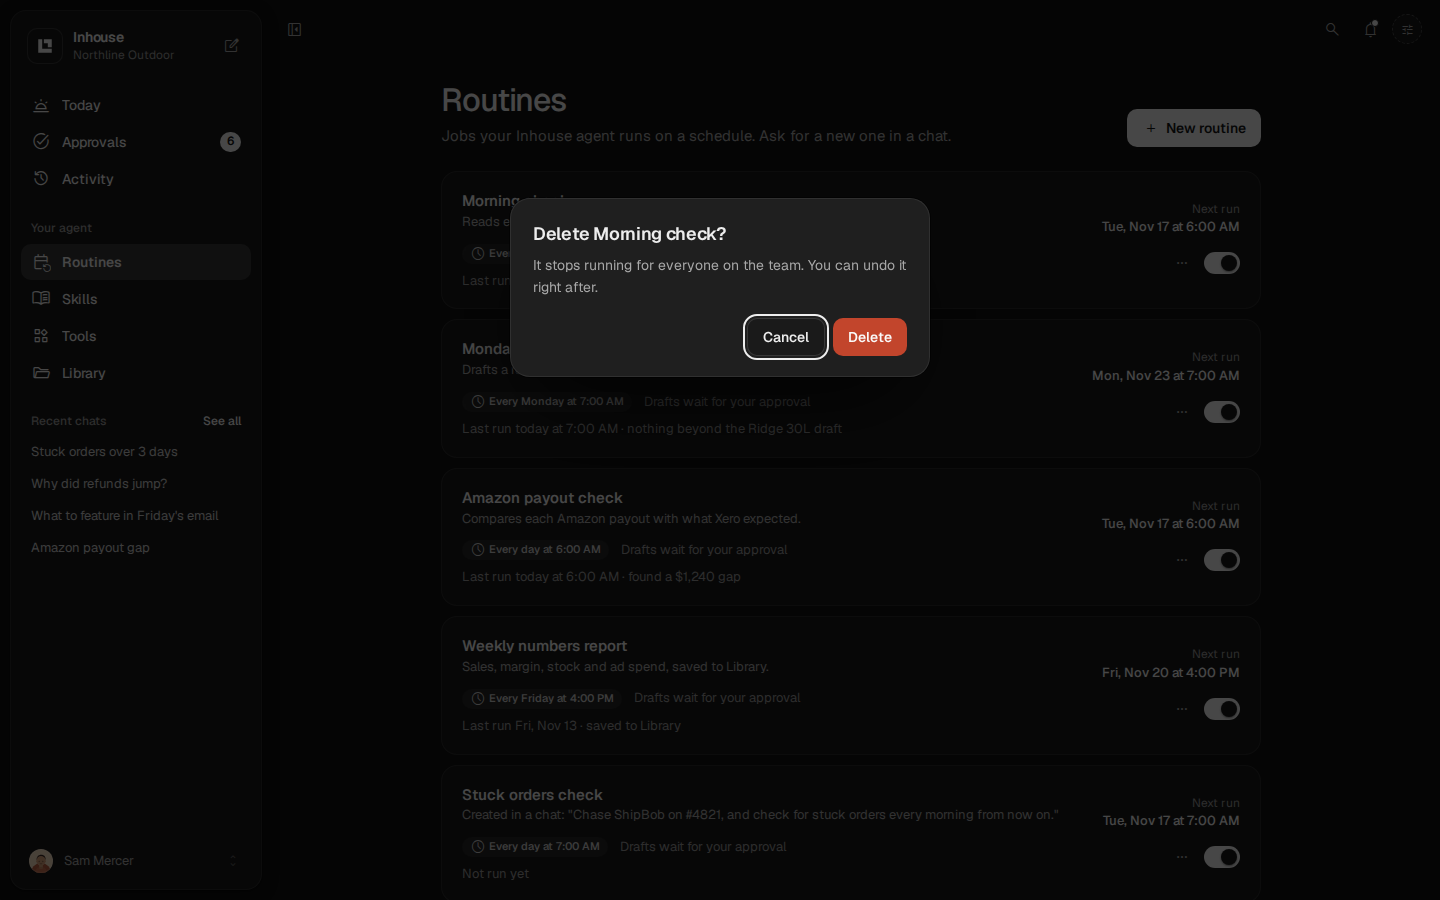 Inhouse
Northline Outdoor
Today
Approvals
6
Activity
Your agent
Routines
Skills
Tools
Library
Recent chats
See all
Stuck orders over 3 days
Why did refunds jump?
What to feature in Friday's email
Amazon payout gap
Sam Mercer
Routines
Jobs your Inhouse agent runs on a schedule. Ask for a new one in a chat.
New routine
Morning
Next run
Tue, Nov 17 at 6:00 AM
Delete Morning check?
It stops running for everyone on the team. You can undo it
right after.
Cancel
Delete
Next run
Mon, Nov 23 at 7:00 AM
Every Monday at 7:00 AM
Drafts wait for your approval
Last run today at 7:00 AM · nothing beyond the Ridge 30L draft
Amazon payout check
Compares each Amazon payout with what Xero expected.
Every day at 6:00 AM
Drafts wait for your approval
Last run today at 6:00 AM · found a $1,240 gap
Next run
Tue, Nov 17 at 6:00 AM
Weekly numbers report
Sales, margin, stock and ad spend, saved to Library.
Every Friday at 4:00 PM
Drafts wait for your approval
Last run Fri, Nov 13 · saved to Library
Next run
Fri, Nov 20 at 4:00 PM
Stuck orders check
Created in a chat: "Chase ShipBob on #4821, and check for stuck orders every morning from now on."
Every day at 7:00 AM
Drafts wait for your approval
Not run yet
Next run
Tue, Nov 17 at 7:00 AM